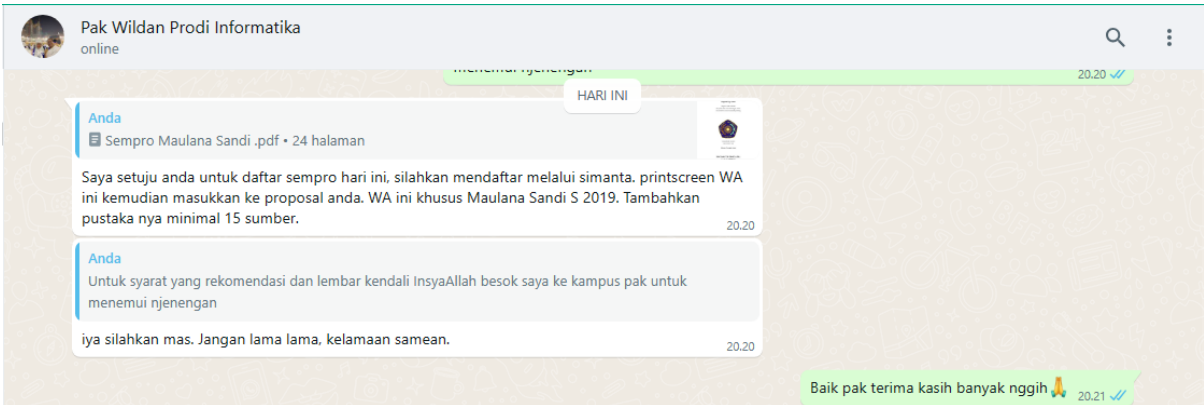 Pak Wildan Prodi Informatika
online
menemui njenengan
20.20
HARI INI
Anda
Sempro Maulana Sandi .pdf • 24 halaman
Saya setuju anda untuk daftar sempro hari ini, silahkan mendaftar melalui simanta. printscreen WA
ini kemudian masukkan ke proposal anda. WA ini khusus Maulana Sandi S 2019. Tambahkan
pustaka nya minimal 15 sumber.
20.20
Anda
Untuk syarat yang rekomendasi dan lembar kendali InsyaAllah besok saya ke kampus pak untuk
menemui njenengan
iya silahkan mas. Jangan lama lama, kelamaan samean.
20.20
Baik pak terima kasih banyak nggih🙏
20.21